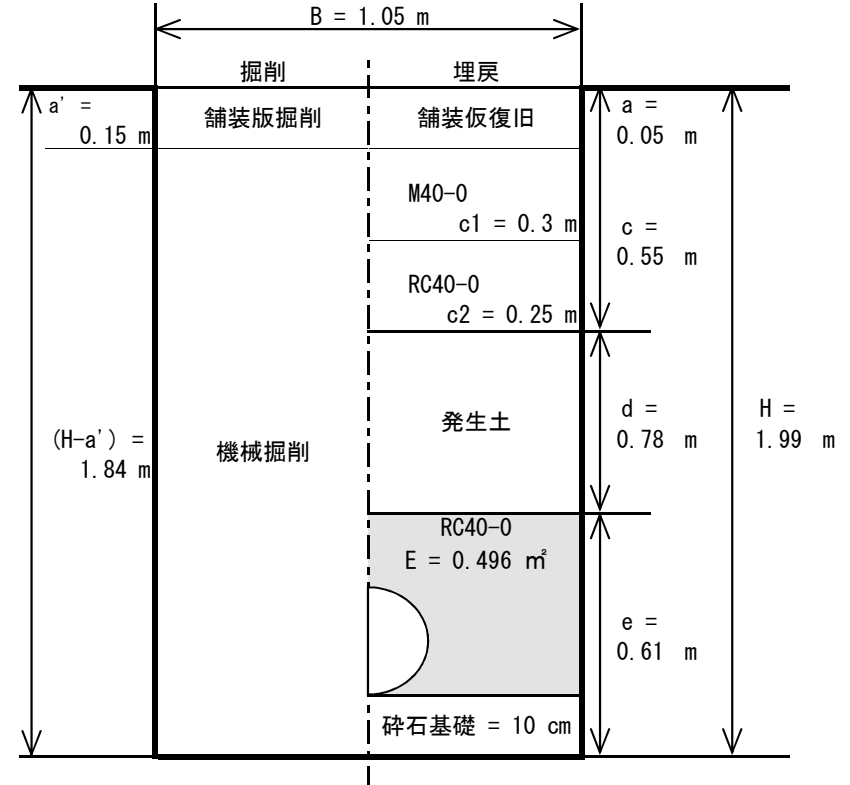 B = 1.05 m
掘削 埋戻
a' =
0.15 m
舗装版掘削 舗装仮復旧
a =
0.05 m
M40-0
c1 = 0.3 m
c =
0.55 m
RC40-0
c2 = 0.25 m
発生土
d =
0.78 m
H =
1.99 m
(H-a') =
1.84 m
機械掘削
RC40-0
E = 0.496 ㎡
e =
0.61 m
砕石基礎 = 10 cm